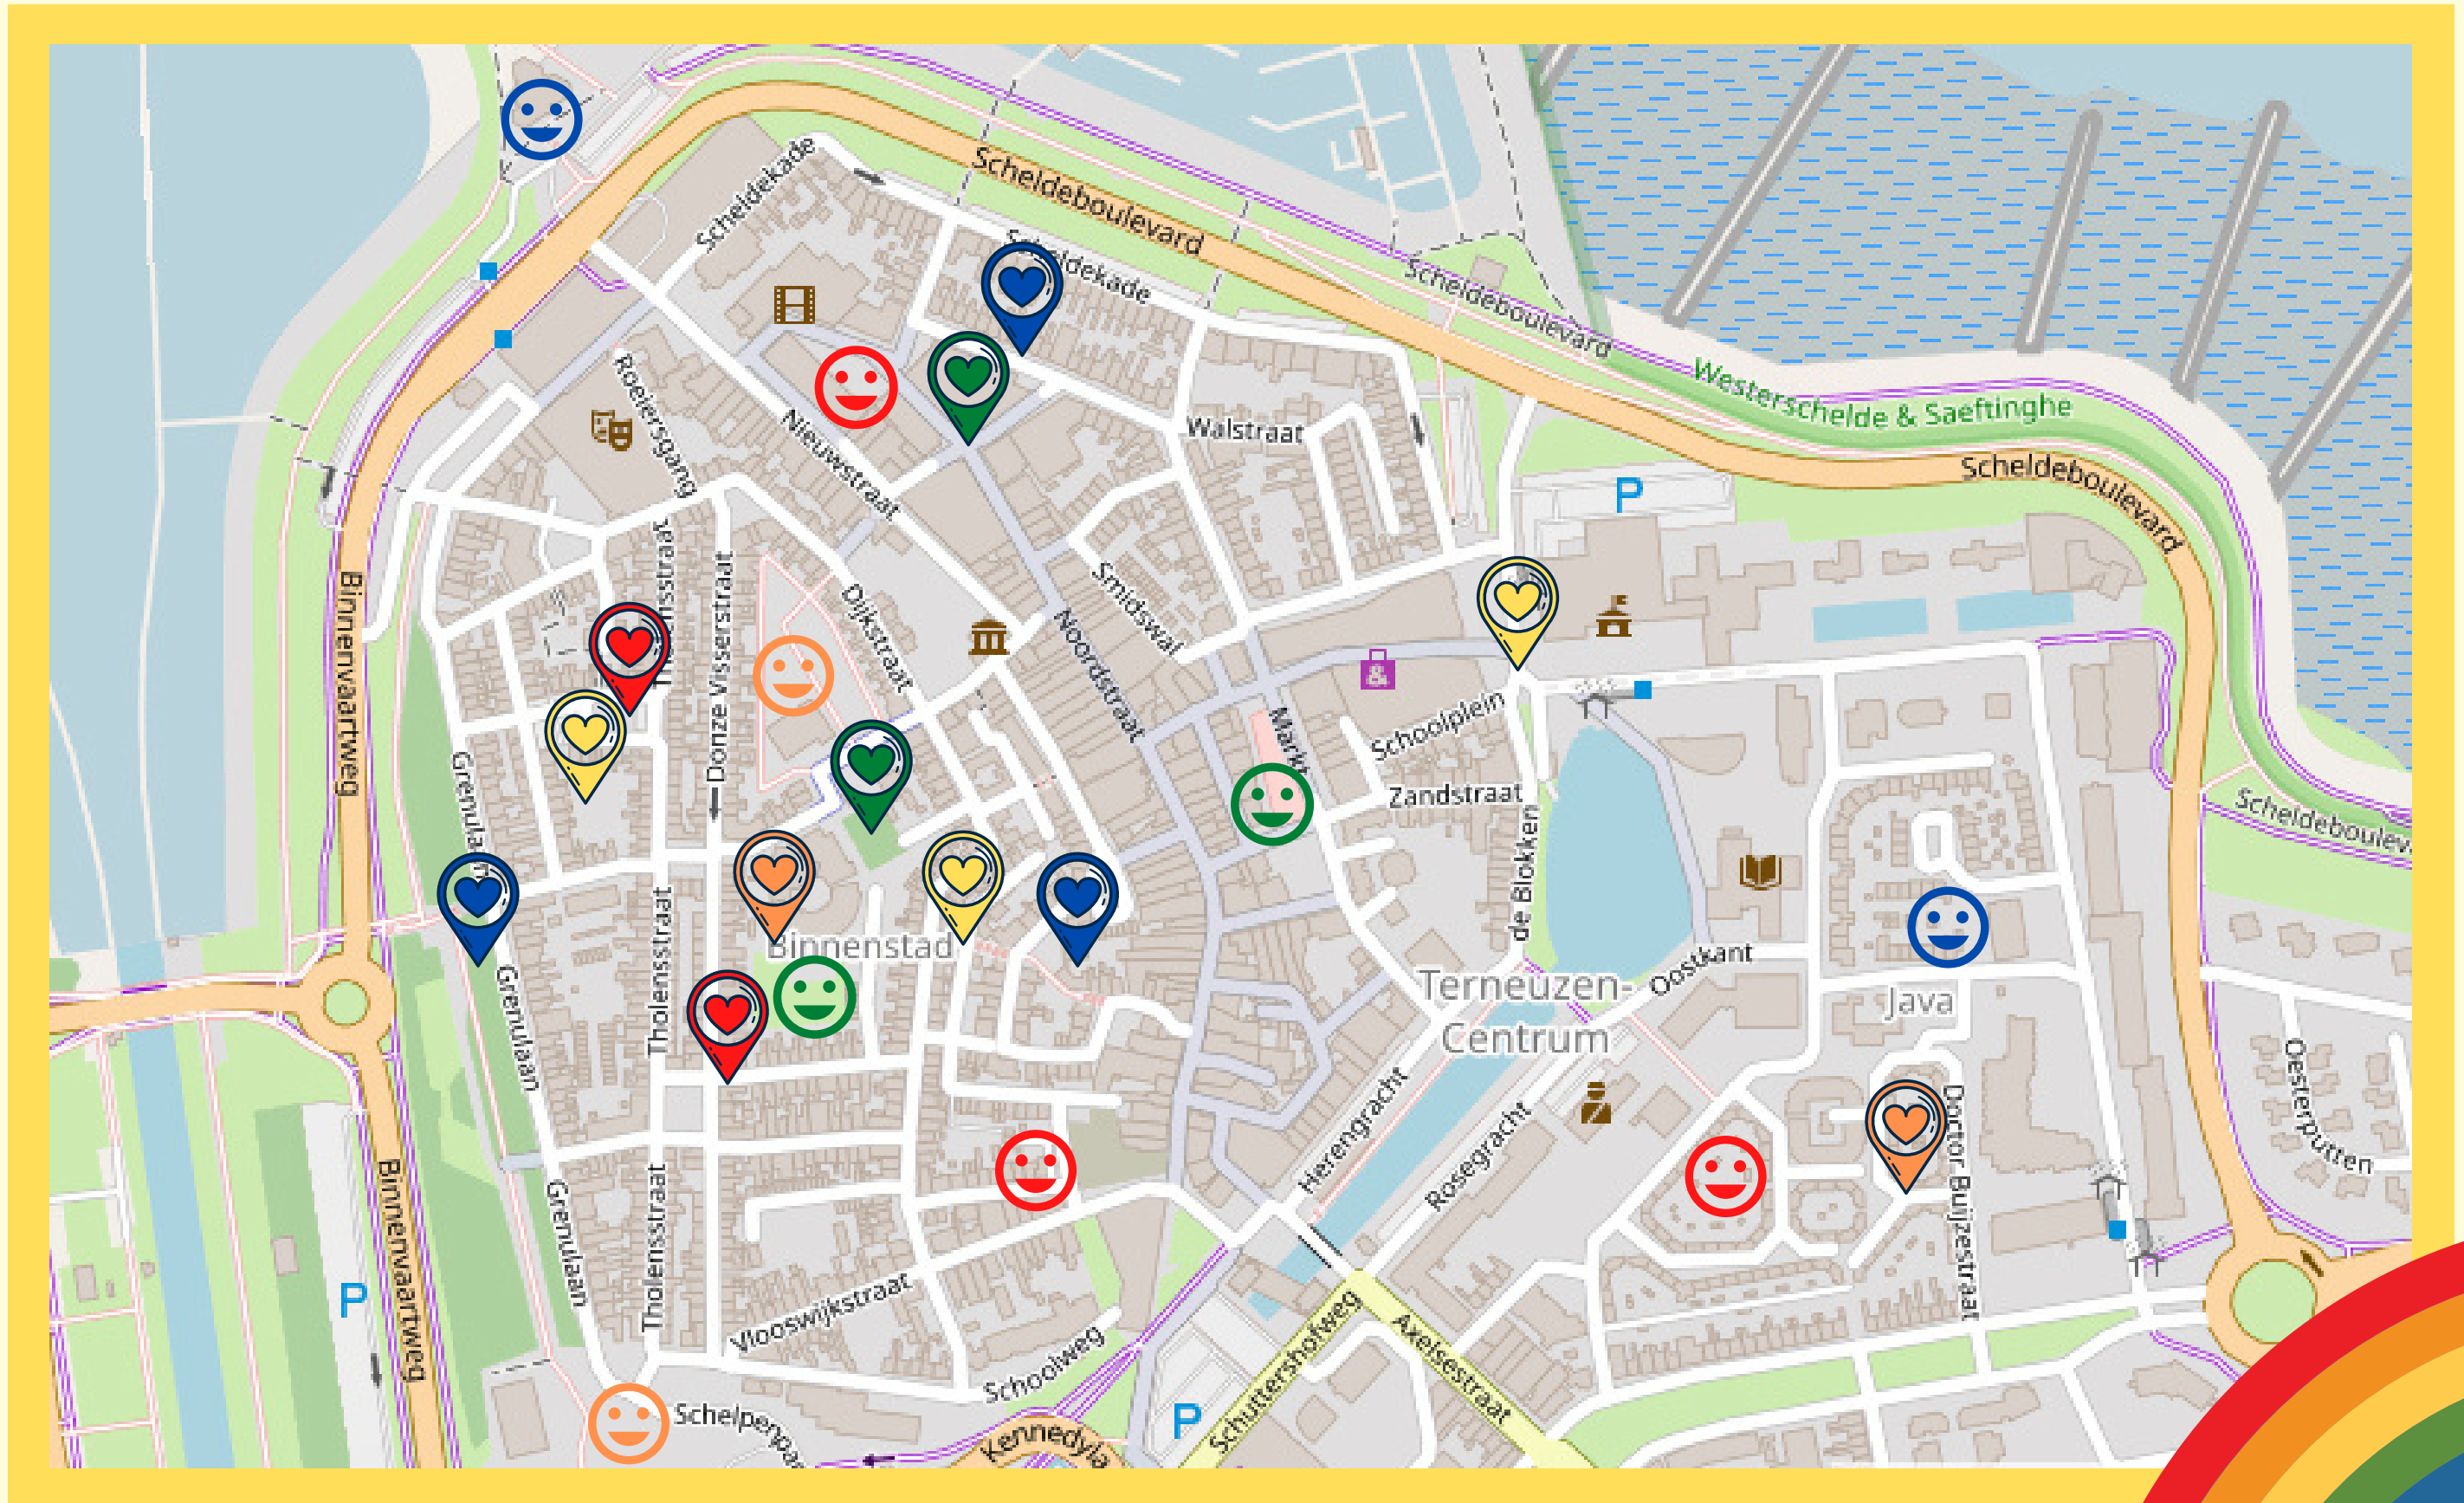 Scheldekade
Scheldeboulevard
Scheldekade
Scheldeboulevard
Westerschelde & Saeftinghe
Scheldeboulevard
Roeiersgang
Nieuwstraat
Walstraat
P
Binnenvaartweg
Donze Visserstraat
Dijkstraat
Smidswal
Noordstraat
Markt
Schoolplein
Zandstraat
de Blokken
Grenulaan
Binnenstad
Tholensstraat
Grenulaan
Terneuzen-
Centrum
Oostkant
Java
Herengracht
Rosegracht
Doctor Buijzestraat
Oesterputten
Binnenvaartweg
Grenulaan
Tholensstraat
P
Vlooswijkstraat
Schoolweg
P
Schuttershofweg
Axelsestraat